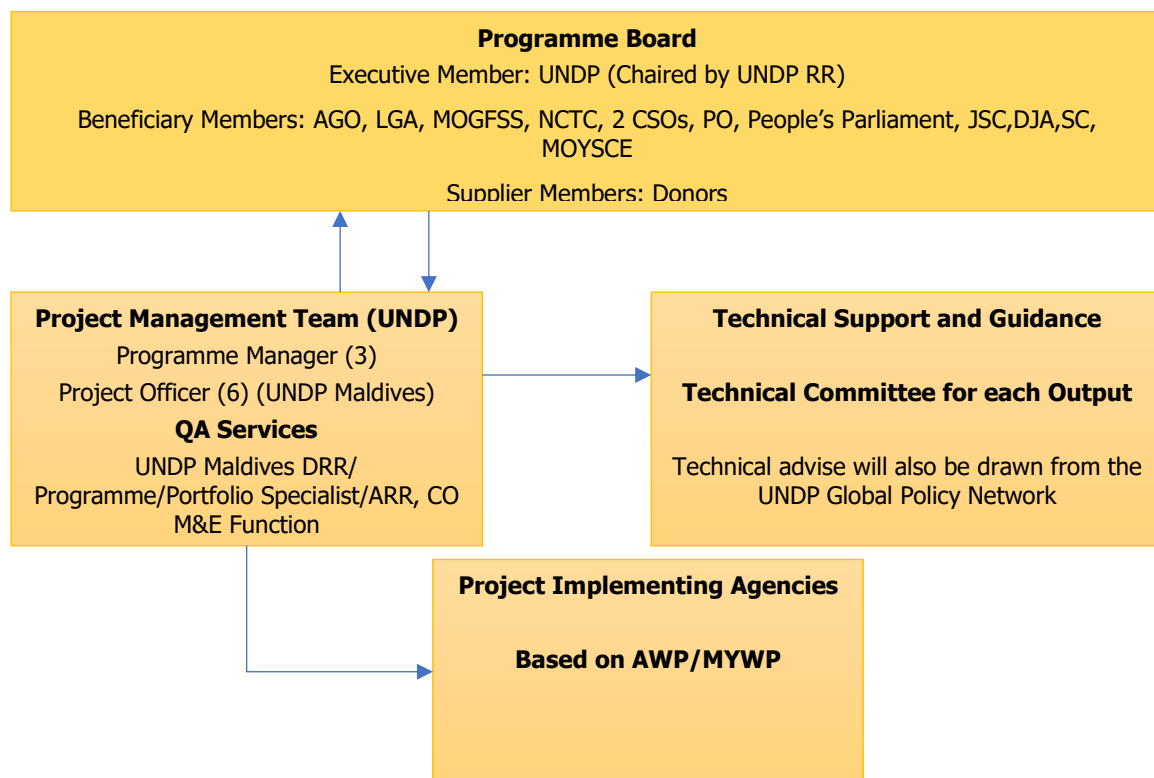 Programme Board
Executive Member: UNDP (Chaired by UNDP RR)
Beneficiary Members: AGO, LGA, MOGFSS, NCTC, 2 CSOs, PO, People’s Parliament, JSC,DJA,SC,
MOYSCE
Supplier Members: Donors
Project Management Team (UNDP)
Programme Manager (3)
Project Officer (6) (UNDP Maldives)
QA Services
UNDP Maldives DRR/
Programme/Portfolio Specialist/ARR, CO
M&E Function
Technical Support and Guidance
Technical Committee for each Output
Technical advise will also be drawn from the
UNDP Global Policy Network
Project Implementing Agencies
Based on AWP/MYWP